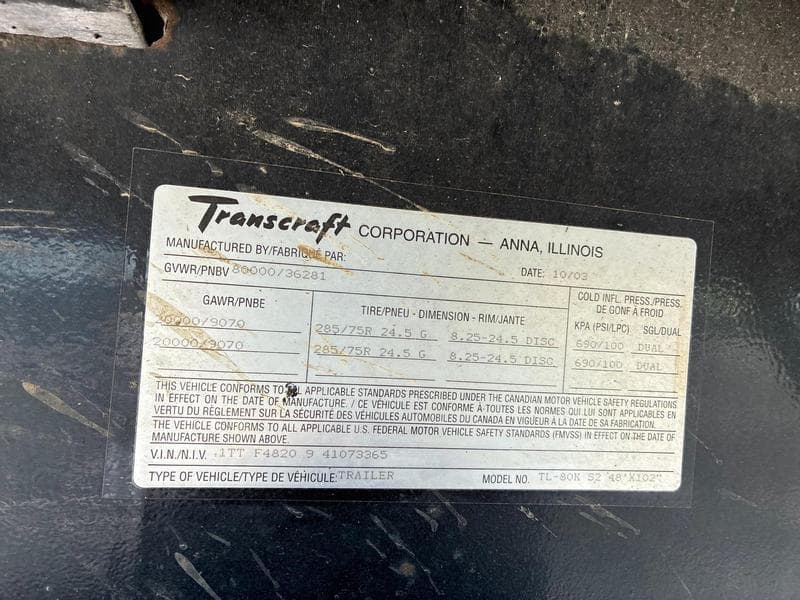 Transcraft CORPORATION — ANNA, ILLINOIS
MANUFACTURED BY/FABRIQUÉ PAR:
GVWR/PNBV 80000/36281 DATE: 10/03
GAWR/PNBE TIRE/PNEU - DIMENSION - RIM/JANTE COLD INFL. PRESS./PRESS. DE GONF À FROID
KPA (PSI/LPC) SGL/DUAL
20000/9070 285/75R 24.5 G 8.25-24.5 DISC 690/100 DUAL
20000/9070 285/75R 24.5 G 8.25-24.5 DISC 690/100 DUAL
THIS VEHICLE CONFORMS TO ALL APPLICABLE STANDARDS PRESCRIBED UNDER THE CANADIAN MOTOR VEHICLE SAFETY REGULATIONS
IN EFFECT ON THE DATE OF MANUFACTURE. / CE VÉHICULE EST CONFORME À TOUTES LES NORMES QUI LUI SONT APPLICABLES EN
VERTU DU RÈGLEMENT SUR LA SÉCURITÉ DES VÉHICULES AUTOMOBILES DU CANADA EN VIGUEUR À LA DATE DE SA FABRICATION.
THE VEHICLE CONFORMS TO ALL APPLICABLE U.S. FEDERAL MOTOR VEHICLE SAFETY STANDARDS (FMVSS) IN EFFECT ON THE DATE OF
MANUFACTURE SHOWN ABOVE.
V.I.N./N.I.V. 1TT F4820 9 41073365
TYPE OF VEHICLE/TYPE DE VÉHICULE: TRAILER MODEL NO. TL-80K S2 48'X102"